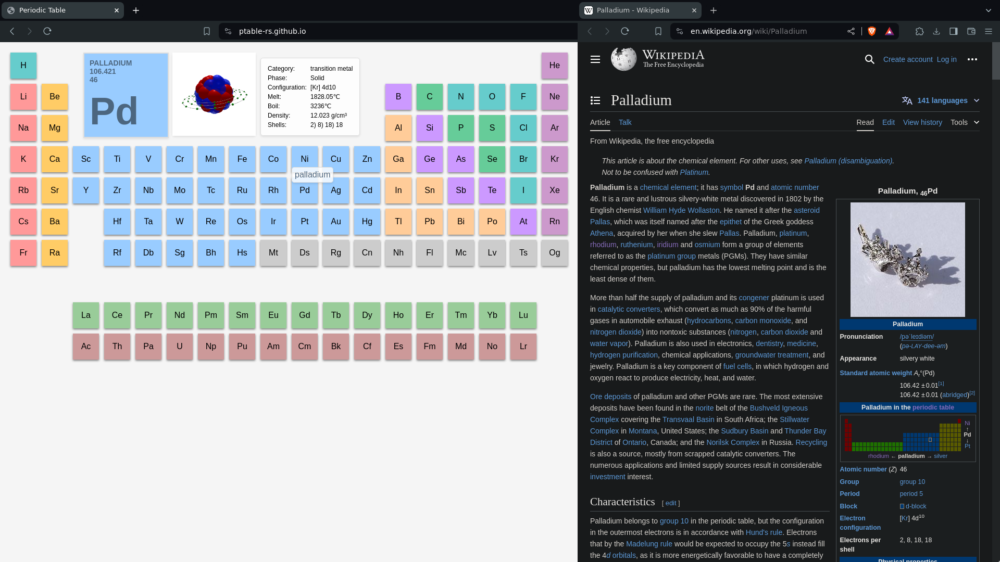 Periodic Table
ptable-rs.github.io
H
PALLADIUM
106.421
46
Pd
Category: transition metal
Phase: Solid
Configuration: [Kr] 4d10
Melt: 1828.05℃
Boil: 3236℃
Density: 12.023 g/cm³
Shells: 2) 8) 18) 18
He
Li Be B C N O F Ne
Na Mg Al Si P S Cl Ar
K Ca Sc Ti V Cr Mn Fe Co Ni Cu Zn Ga Ge As Se Br Kr
palladium
Rb Sr Y Zr Nb Mo Tc Ru Rh Pd Ag Cd In Sn Sb Te I Xe
Cs Ba Hf Ta W Re Os Ir Pt Au Hg Tl Pb Bi Po At Rn
Fr Ra Rf Db Sg Bh Hs Mt Ds Rg Cn Nh Fl Mc Lv Ts Og
La Ce Pr Nd Pm Sm Eu Gd Tb Dy Ho Er Tm Yb Lu
Ac Th Pa U Np Pu Am Cm Bk Cf Es Fm Md No Lr
W Palladium - Wikipedia
en.wikipedia.org/wiki/Palladium
WIKIPEDIA
The Free Encyclopedia
Create account Log in
Palladium
141 languages
Article Talk Read Edit View history Tools
From Wikipedia, the free encyclopedia
This article is about the chemical element. For other uses, see Palladium (disambiguation).
Not to be confused with Platinum.
Palladium is a chemical element; it has symbol Pd and atomic number
46. It is a rare and lustrous silvery-white metal discovered in 1802 by the
English chemist William Hyde Wollaston. He named it after the asteroid
Pallas, which was itself named after the epithet of the Greek goddess
Athena, acquired by her when she slew Pallas. Palladium, platinum,
rhodium, ruthenium, iridium and osmium form a group of elements
referred to as the platinum group metals (PGMs). They have similar
chemical properties, but palladium has the lowest melting point and is the
least dense of them.
More than half the supply of palladium and its congener platinum is used
in catalytic converters, which convert as much as 90% of the harmful
gases in automobile exhaust (hydrocarbons, carbon monoxide, and
nitrogen dioxide) into nontoxic substances (nitrogen, carbon dioxide and
water vapor). Palladium is also used in electronics, dentistry, medicine,
hydrogen purification, chemical applications, groundwater treatment, and
jewelry. Palladium is a key component of fuel cells, in which hydrogen and
oxygen react to produce electricity, heat, and water.
Ore deposits of palladium and other PGMs are rare. The most extensive
deposits have been found in the norite belt of the Bushveld Igneous
Complex covering the Transvaal Basin in South Africa; the Stillwater
Complex in Montana, United States; the Sudbury Basin and Thunder Bay
District of Ontario, Canada; and the Norilsk Complex in Russia. Recycling
is also a source, mostly from scrapped catalytic converters. The
numerous applications and limited supply sources result in considerable
investment interest.
Characteristics [ edit ]
Palladium belongs to group 10 in the periodic table, but the configuration
in the outermost electrons is in accordance with Hund's rule. Electrons
that by the Madelung rule would be expected to occupy the 5s instead fill
the 4d orbitals, as it is more energetically favorable to have a completely
Palladium, 46Pd
Palladium
Pronunciation /pəˈleɪdiəm/
(pə-LAY-dee-əm)
Appearance silvery white
Standard atomic weight Ar°(Pd)
106.42 ± 0.01[1]
106.42 ± 0.01 (abridged)[2]
Palladium in the periodic table
Ni
↑
Pd
↓
Pt
rhodium ← palladium → silver
Atomic number (Z) 46
Group group 10
Period period 5
Block d-block
Electron configuration [Kr] 4d10
Electrons per shell 2, 8, 18, 18
Physical properties